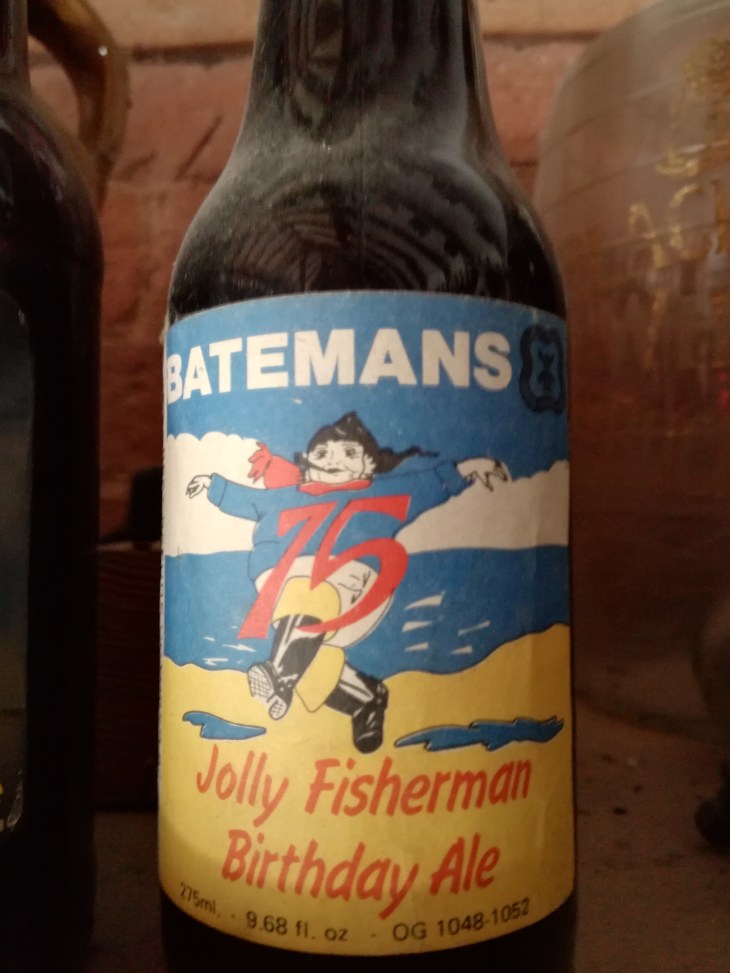 BATEMANS
75
Jolly Fisherman
Birthday Ale
275ml. - 9.68 fl. oz - OG 1048-1052